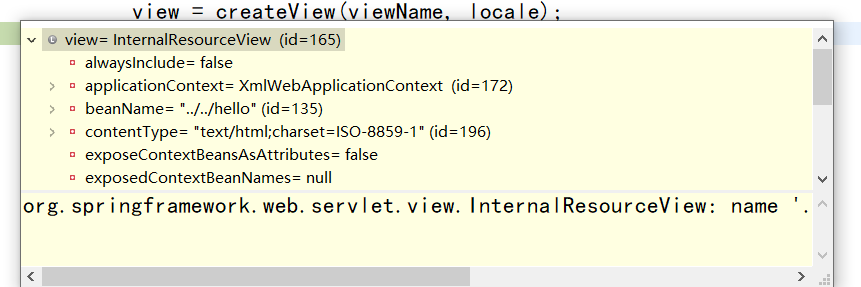 view = createView(viewName, locale);
view= InternalResourceView (id=165)
alwaysInclude= false
applicationContext= XmlWebApplicationContext (id=172)
beanName= "../../hello" (id=135)
contentType= "text/html;charset=ISO-8859-1" (id=196)
exposeContextBeansAsAttributes= false
exposedContextBeanNames= null
org.springframework.web.servlet.view.InternalResourceView: name '.